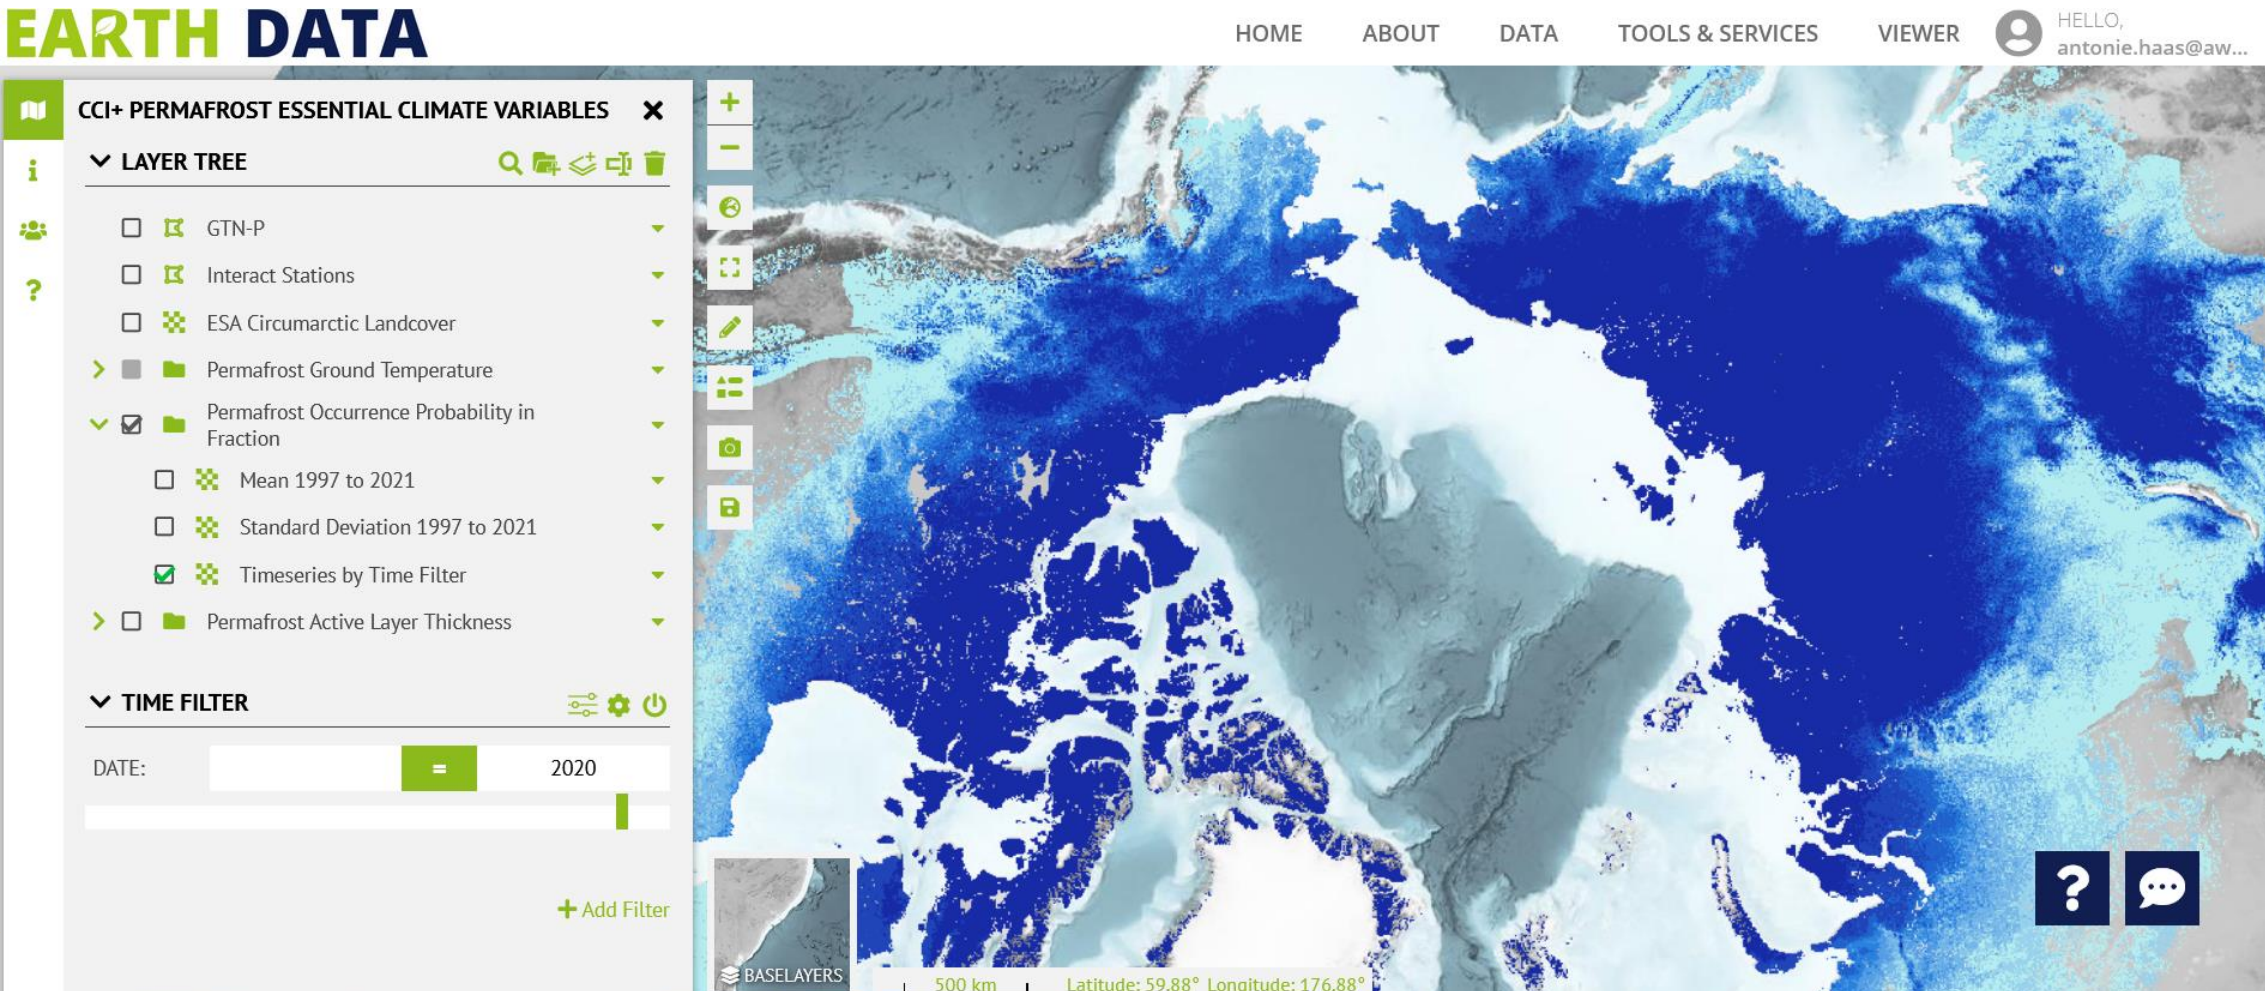 EARTH DATA
HOME ABOUT DATA TOOLS & SERVICES VIEWER
HELLO,
antonie.haas@aw...
CCI+ PERMAFROST ESSENTIAL CLIMATE VARIABLES
LAYER TREE
GTN-P
Interact Stations
ESA Circumarctic Landcover
Permafrost Ground Temperature
Permafrost Occurrence Probability in
Fraction
Mean 1997 to 2021
Standard Deviation 1997 to 2021
Timeseries by Time Filter
Permafrost Active Layer Thickness
TIME FILTER
DATE: = 2020
+ Add Filter
BASELAYERS
500 km
Latitude: 59.88° Longitude: 176.88°